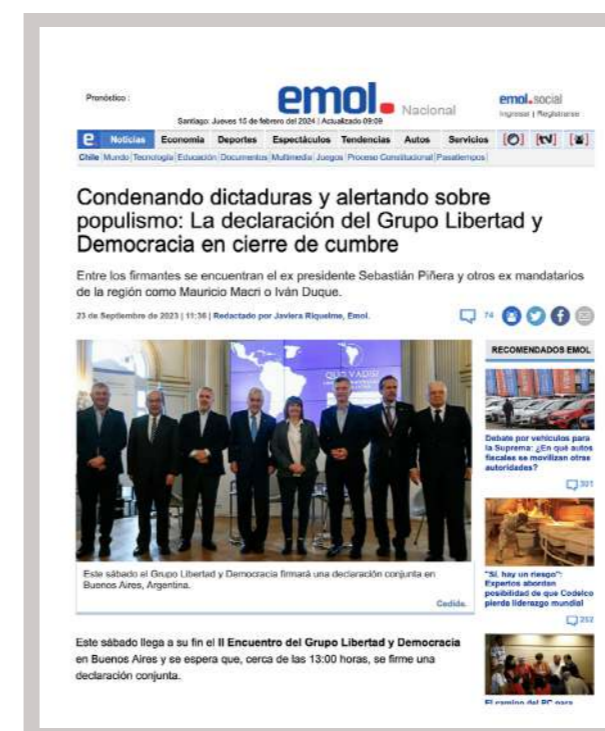 Pronóstico :
emol.
Nacional
emol.social
Ingresar | Registrarse
Santiago: Jueves 15 de febrero del 2024 | Actualizado 09:09
e Noticias Economía Deportes Espectáculos Tendencias Autos Servicios [tv]
Chile Mundo Tecnología Educación Documentos Multimedia Juegos Proceso Constitucional Pasatiempos
Condenando dictaduras y alertando sobre
populismo: La declaración del Grupo Libertad y
Democracia en cierre de cumbre
Entre los firmantes se encuentran el ex presidente Sebastián Piñera y otros ex mandatarios
de la región como Mauricio Macri o Iván Duque.
23 de Septiembre de 2023 | 11:36 | Redactado por Javiera Riquelme, Emol.
74
QUO VADIS?
Este sábado el Grupo Libertad y Democracia firmará una declaración conjunta en
Buenos Aires, Argentina.
Cedida.
Este sábado llega a su fin el II Encuentro del Grupo Libertad y Democracia
en Buenos Aires y se espera que, cerca de las 13:00 horas, se firme una
declaración conjunta.
RECOMENDADOS EMOL
Debate por vehículos para
la Suprema: ¿En qué autos
fiscales se movilizan otras
autoridades?
301
"Sí, hay un riesgo":
Expertos abordan
posibilidad de que Codelco
pierda liderazgo mundial
252
El camino del PC para